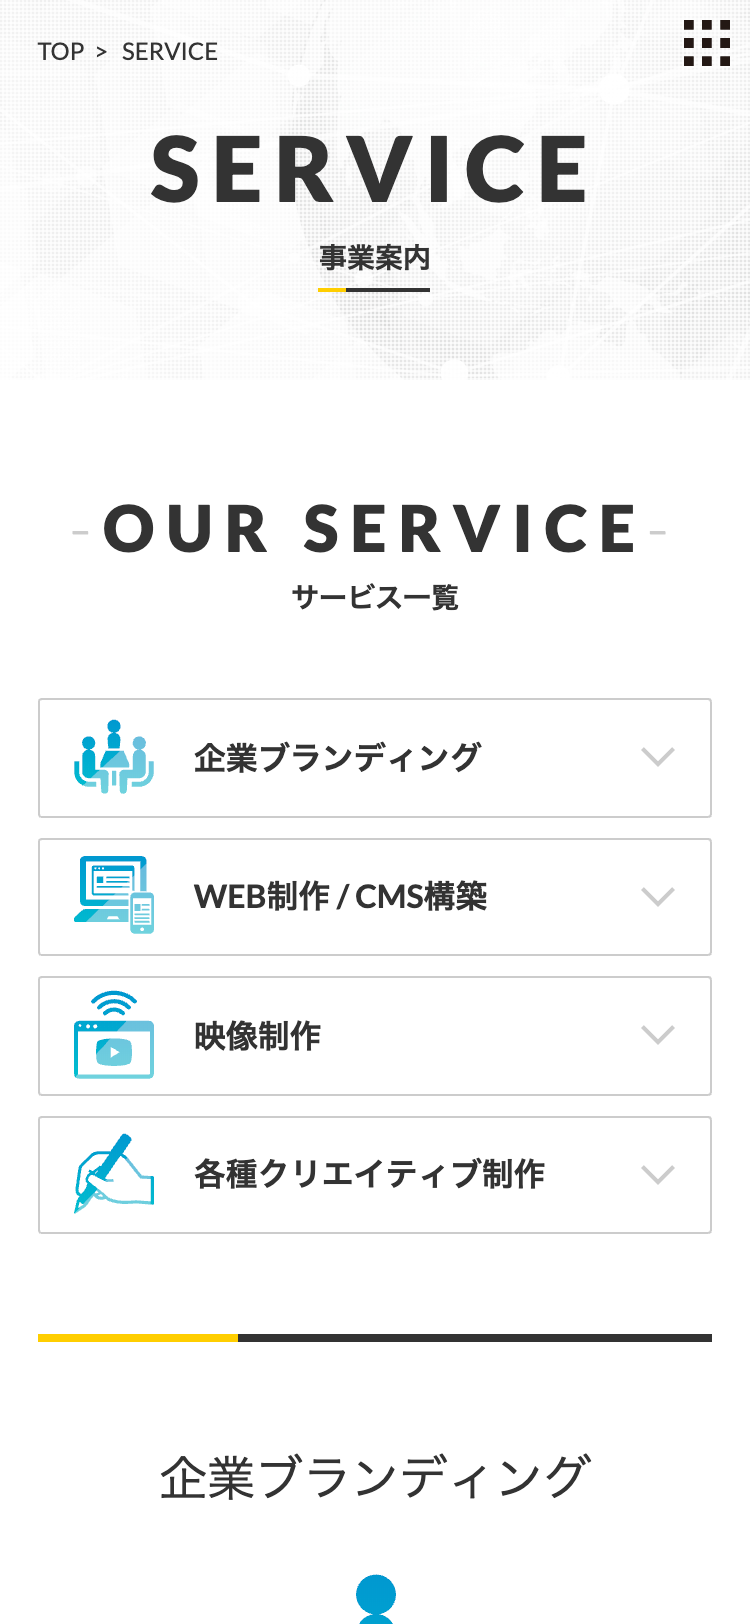 TOP > SERVICE
SERVICE
事業案内
- OUR SERVICE -
サービス一覧
企業ブランディング
WEB制作 / CMS構築
映像制作
各種クリエイティブ制作
企業ブランディング